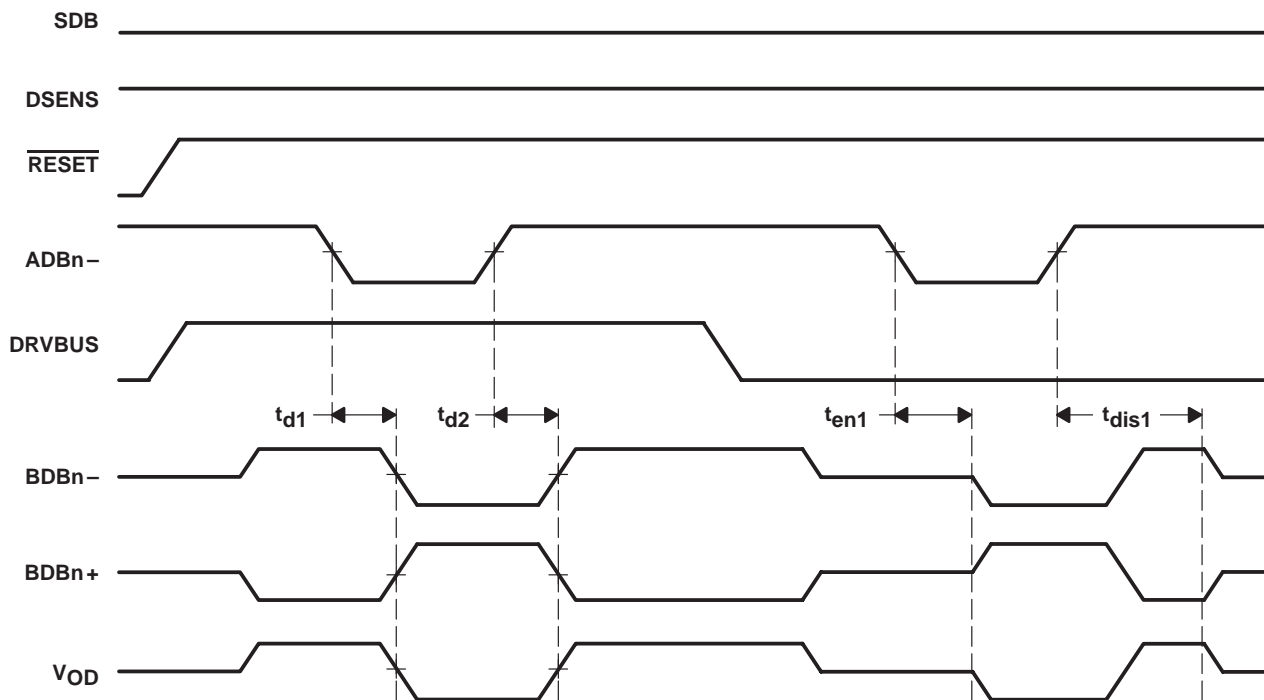 SDB
DSENS
RESET
ADBn−
DRVBUS
td1 td2 ten1 tdis1
BDBn−
BDBn+
VOD